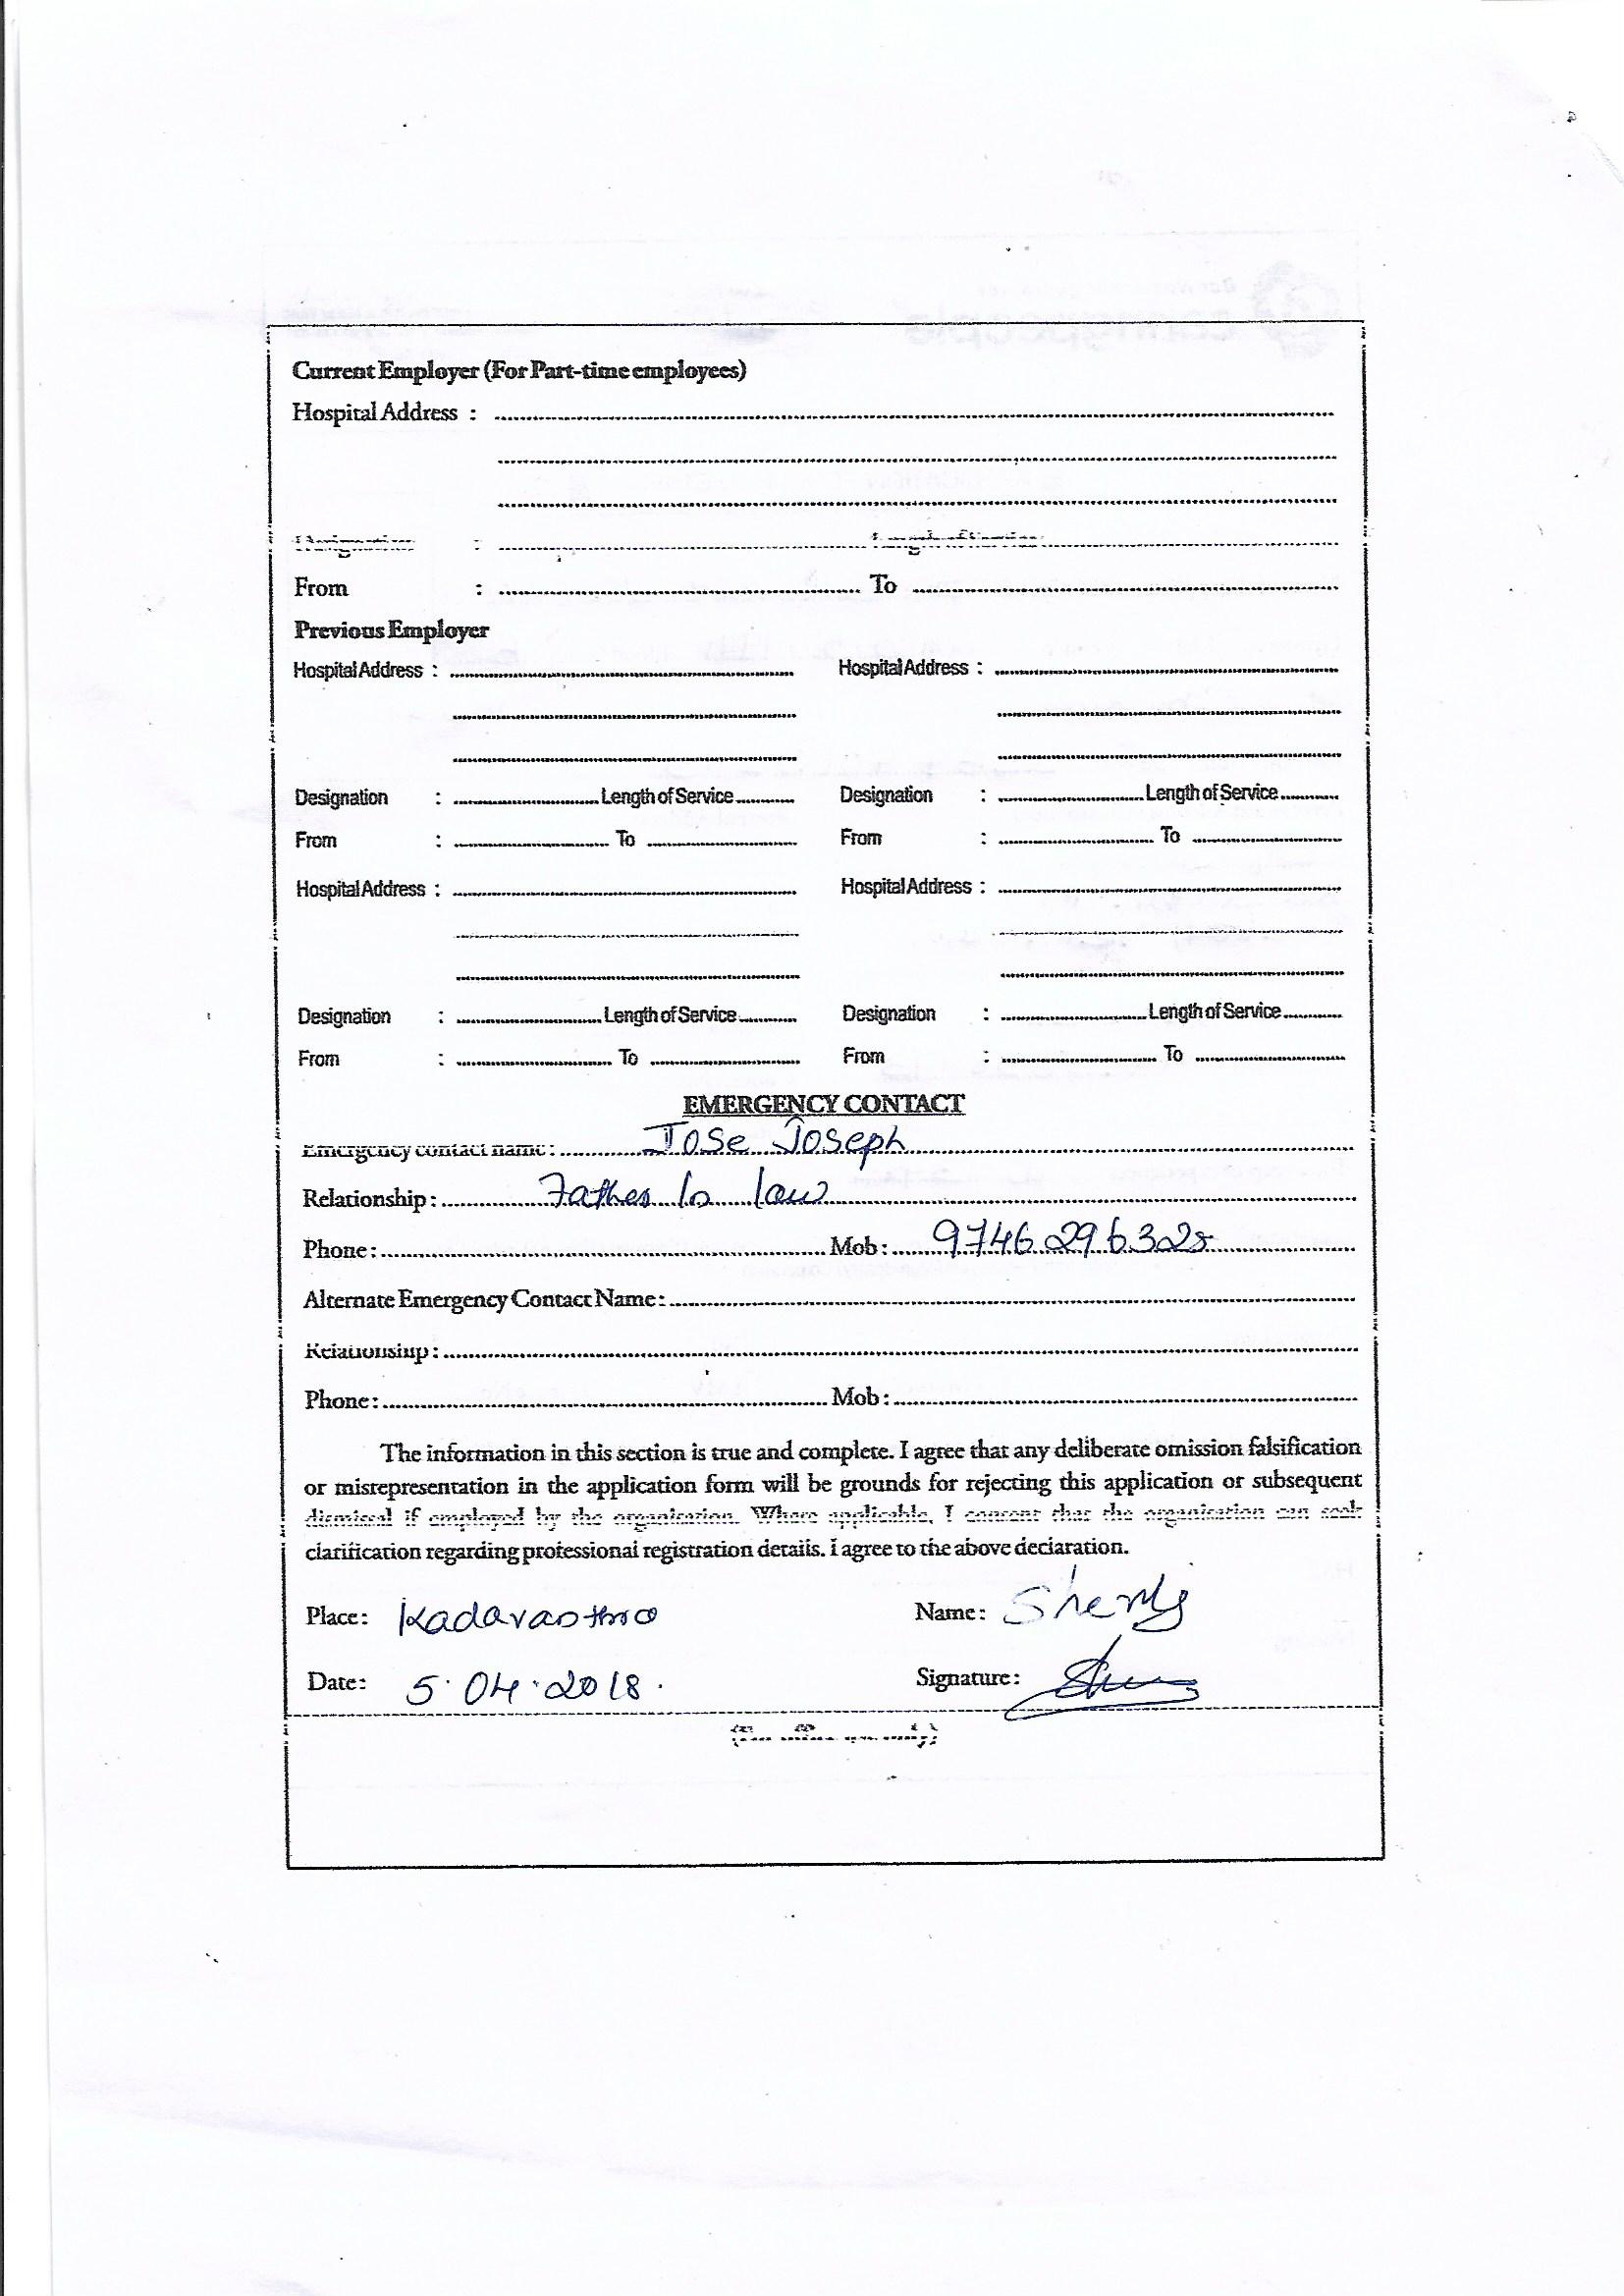 Current Employer (For Part-time employees)
Hospital Address :
Designation : Length of Service
From : To
Previous Employer
Hospital Address : Hospital Address :
Designation : Length of Service Designation : Length of Service
From : To From : To
Hospital Address : Hospital Address :
Designation : Length of Service Designation : Length of Service
From : To From : To
EMERGENCY CONTACT
Emergency contact name : Jose Joseph
Relationship : Father In law
Phone : Mob : 9746296325
Alternate Emergency Contact Name :
Relationship :
Phone : Mob :
The information in this section is true and complete. I agree that any deliberate omission falsification
or misrepresentation in the application form will be grounds for rejecting this application or subsequent
dismissal if employed by the organisation. Where applicable, I consent that the organisation can seek
clarification regarding professional registration details. I agree to the above declaration.
Place : Name :
Date : 5.04.2018. Signature :
(For office use only)